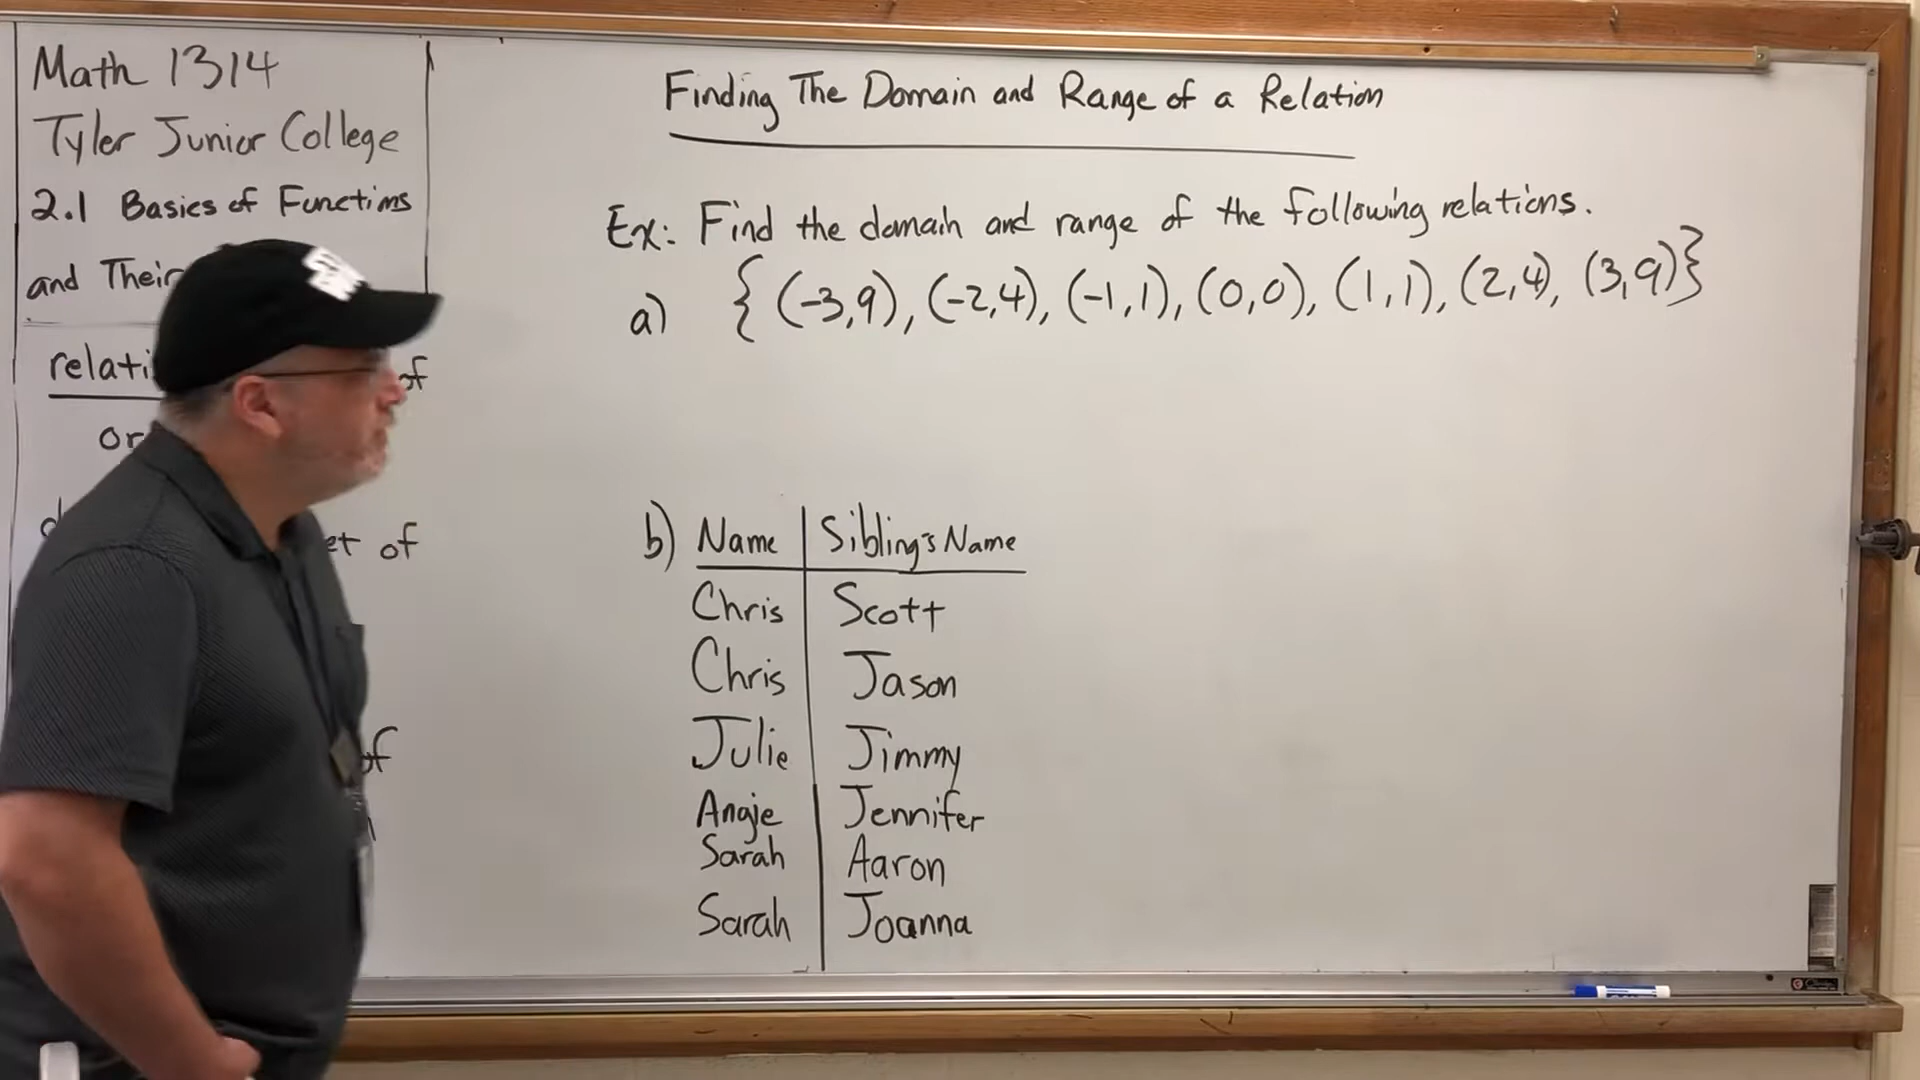 Math 1314
Tyler Junior College
2.1 Basics of Functions
and Their
of
et of
of
Finding The Domain and Range of a Relation
Ex: Find the domain and range of the following relations.
a) { (-3,9), (-2,4), (-1,1), (0,0), (1,1), (2,4), (3,9) }
b) Name Sibling's Name
Chris Scott
Chris Jason
Julie Jimmy
Angie Jennifer
Sarah Aaron
Sarah Joanna